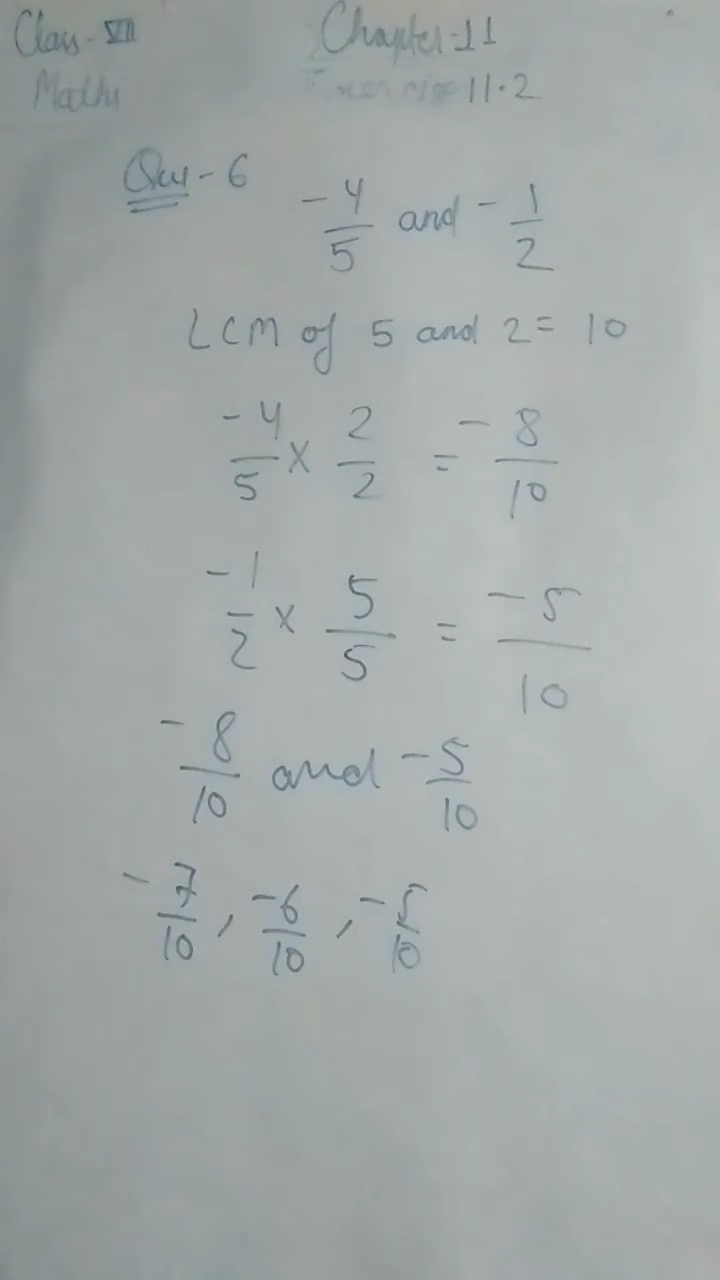 Class - VII Chapter-11
Maths Exercise 11.2
Que - 6
-4/5 and -1/2
LCM of 5 and 2 = 10
-4/5 × 2/2 = -8/10
-1/2 × 5/5 = -5/10
-8/10 and -5/10
-7/10, -6/10, -5/10